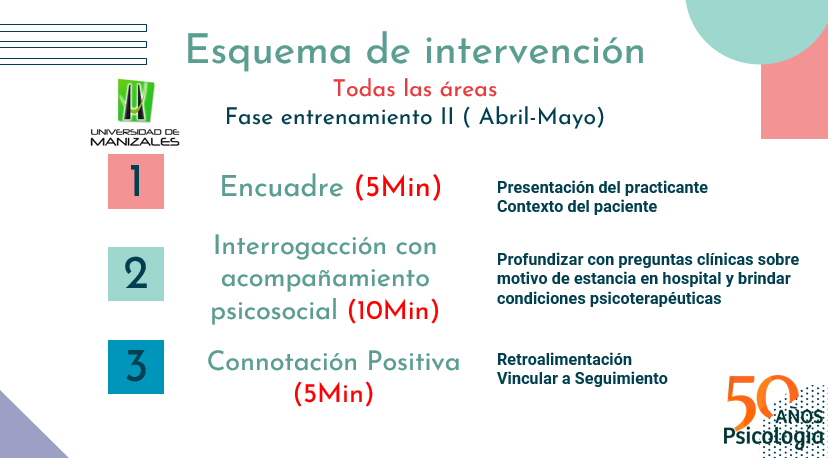 Esquema de intervención
Todas las áreas
Fase entrenamiento II ( Abril-Mayo)
UNIVERSIDAD DE
MANIZALES
1
Encuadre (5Min)
Presentación del practicante
Contexto del paciente
2
Interrogacción con
acompañamiento
psicosocial (10Min)
Profundizar con preguntas clínicas sobre
motivo de estancia en hospital y brindar
condiciones psicoterapéuticas
3
Connotación Positiva
(5Min)
Retroalimentación
Vincular a Seguimiento
50
AÑOS
Psicología